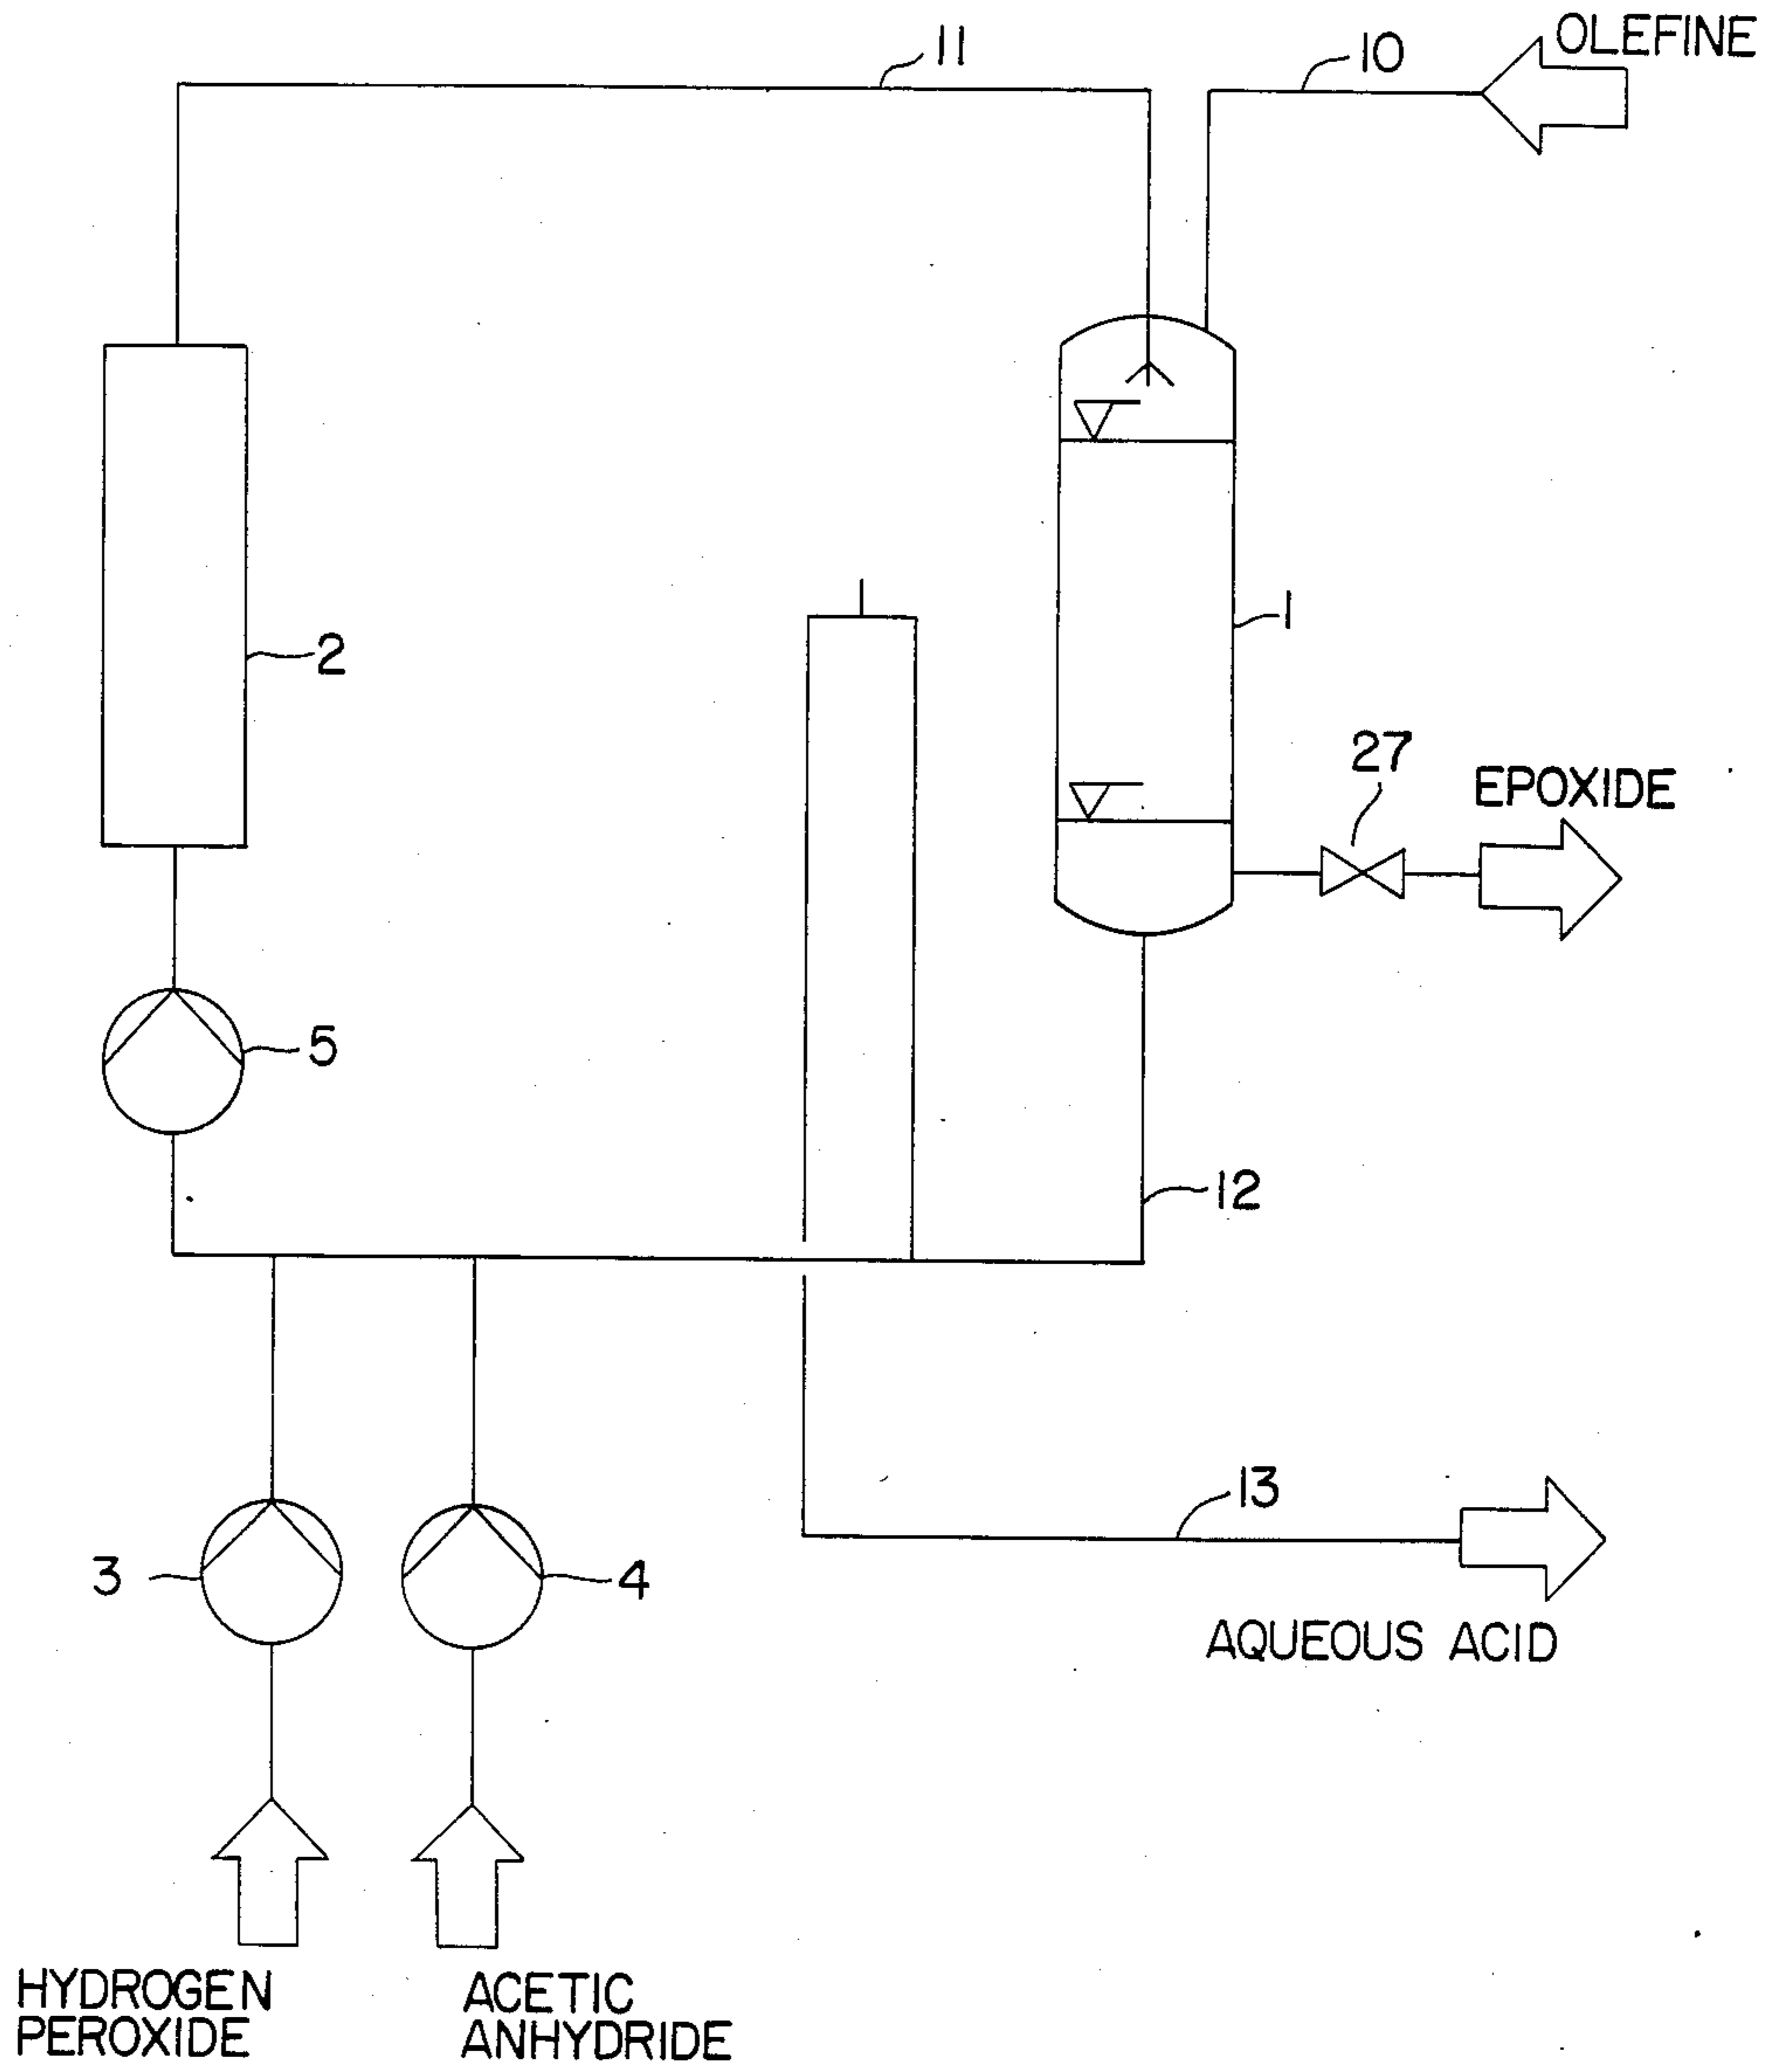 11
10
OLEFINE
1
2
27
EPOXIDE
5
12
13
3
4
AQUEOUS ACID
HYDROGEN
PEROXIDE
ACETIC
ANHYDRIDE